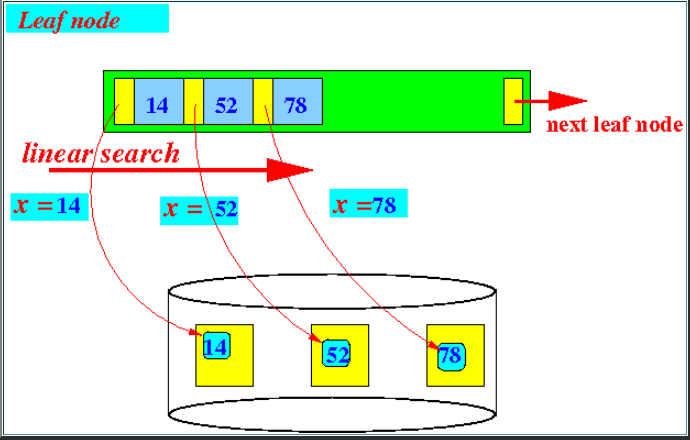 Leaf node
14 52 78
next leaf node
linear search
x = 14
x = 52
x = 78
14 52 78